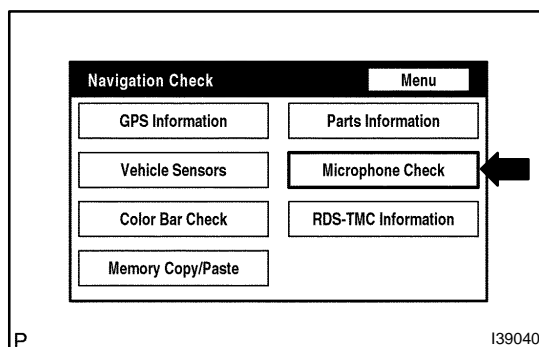 Navigation Check
Menu
GPS Information
Parts Information
Vehicle Sensors
Microphone Check
Color Bar Check
RDS-TMC Information
Memory Copy/Paste
P
I39040